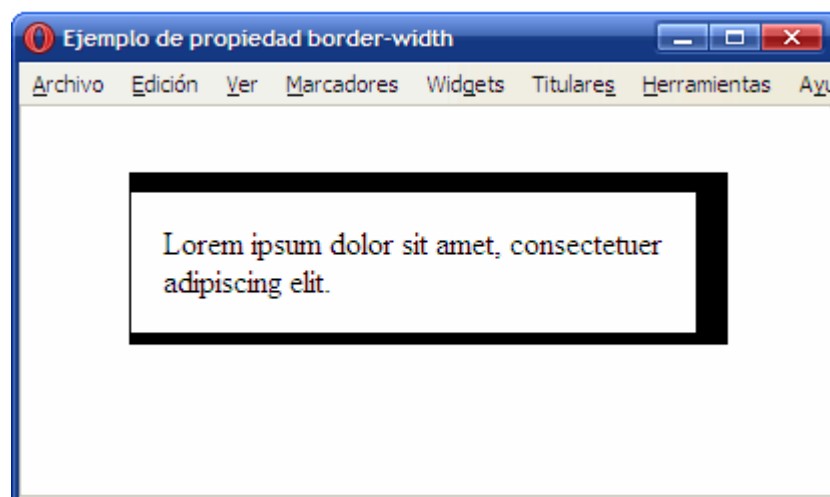 Ejemplo de propiedad border-width
Archivo Edición Ver Marcadores Widgets Titulares Herramientas Ayu
Lorem ipsum dolor sit amet, consectetuer
adipiscing elit.